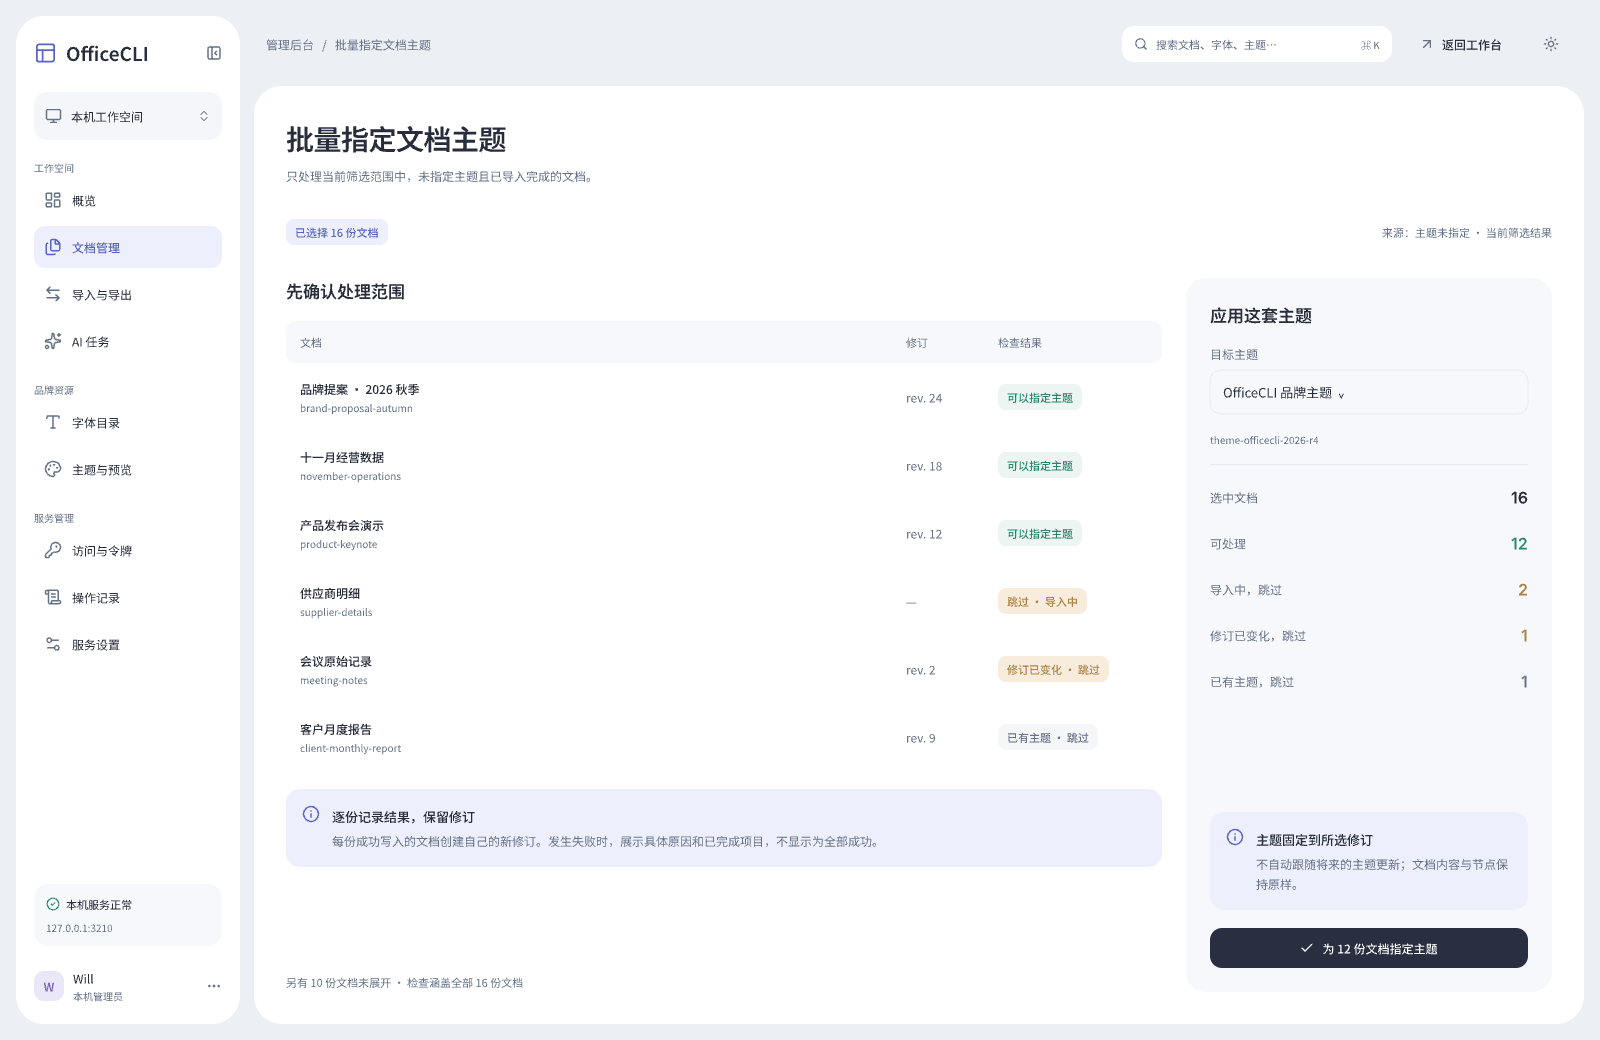 OfficeCLI
本机工作空间
工作空间
概览
文档管理
导入与导出
AI 任务
品牌资源
字体目录
主题与预览
服务管理
访问与令牌
操作记录
服务设置
本机服务正常
127.0.0.1:3210
W
Will
本机管理员
管理后台 / 批量指定文档主题
搜索文档、字体、主题… ⌘K
返回工作台
批量指定文档主题
只处理当前筛选范围中，未指定主题且已导入完成的文档。
已选择 16 份文档
来源：主题未指定 · 当前筛选结果
先确认处理范围
文档 修订 检查结果
品牌提案 · 2026 秋季
brand-proposal-autumn
rev. 24
可以指定主题
十一月经营数据
november-operations
rev. 18
可以指定主题
产品发布会演示
product-keynote
rev. 12
可以指定主题
供应商明细
supplier-details
—
跳过 · 导入中
会议原始记录
meeting-notes
rev. 2
修订已变化 · 跳过
客户月度报告
client-monthly-report
rev. 9
已有主题 · 跳过
逐份记录结果，保留修订
每份成功写入的文档创建自己的新修订。发生失败时，展示具体原因和已完成项目，不显示为全部成功。
另有 10 份文档未展开 · 检查涵盖全部 16 份文档
应用这套主题
目标主题
OfficeCLI 品牌主题
theme-officecli-2026-r4
选中文档 16
可处理 12
导入中，跳过 2
修订已变化，跳过 1
已有主题，跳过 1
主题固定到所选修订
不自动跟随将来的主题更新；文档内容与节点保
持原样。
为 12 份文档指定主题